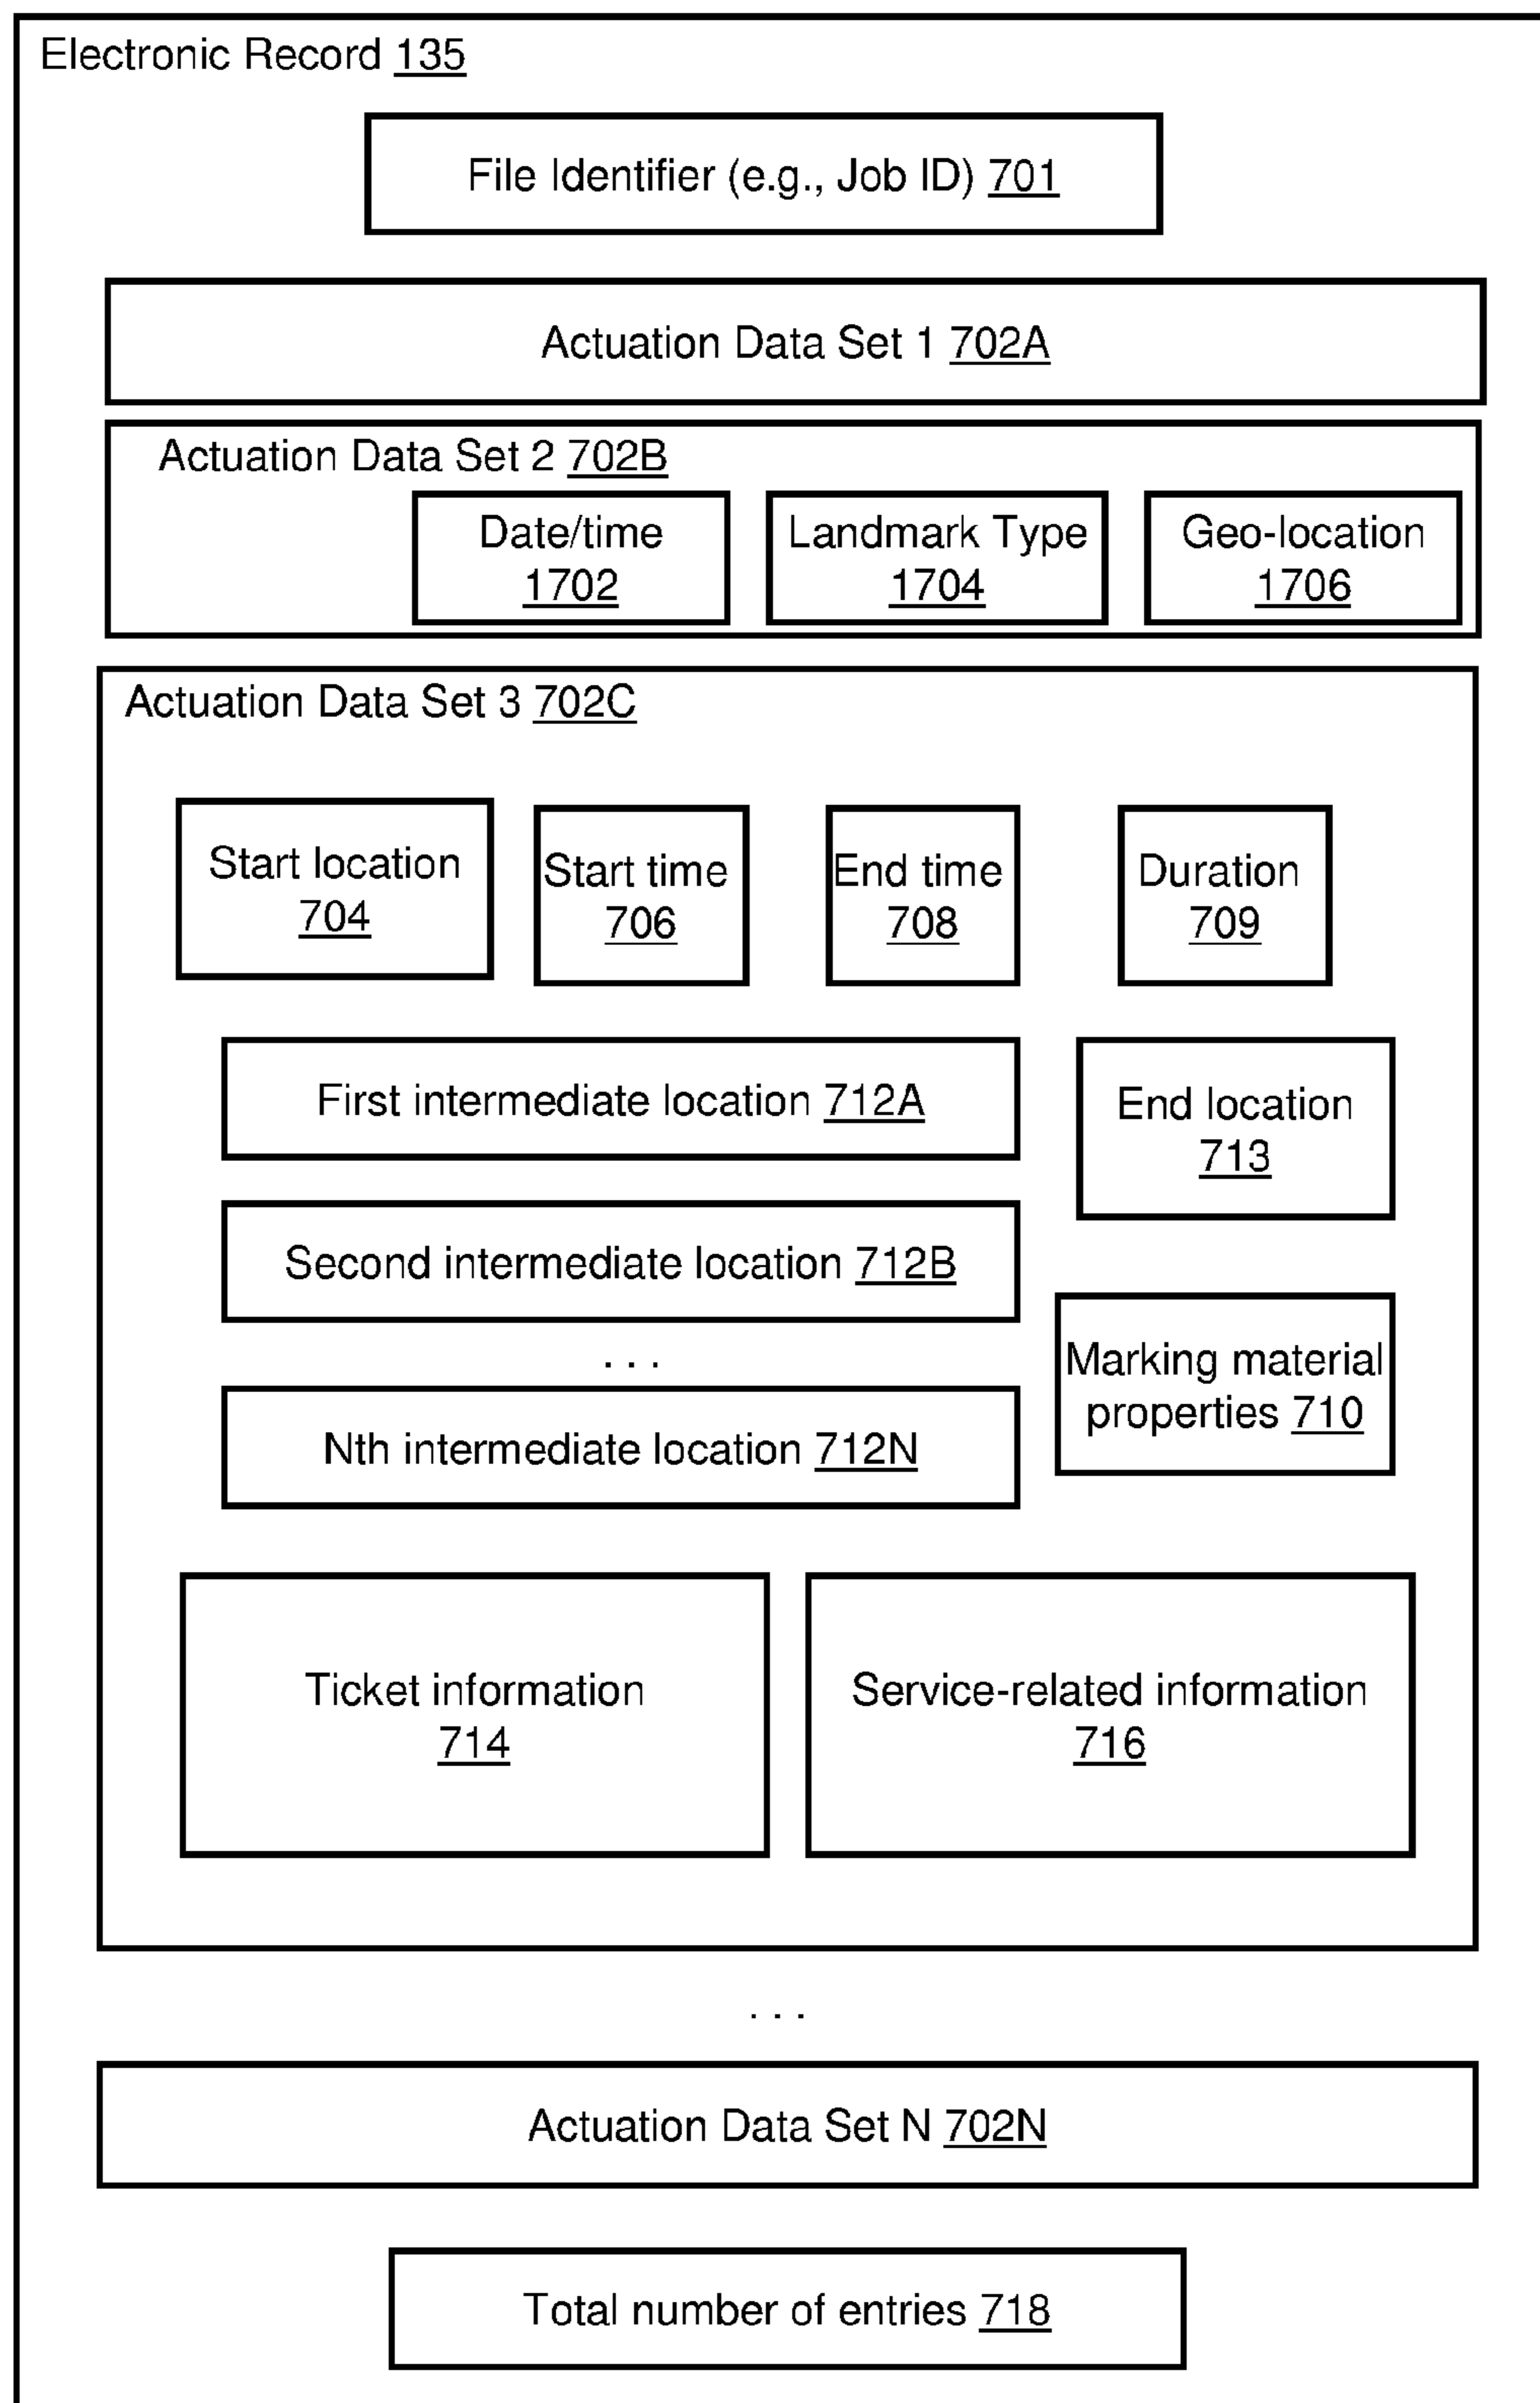 Electronic Record 135
File Identifier (e.g., Job ID) 701
Actuation Data Set 1 702A
Actuation Data Set 2 702B
Date/time
1702
Landmark Type
1704
Geo-location
1706
Actuation Data Set 3 702C
Start location
704
Start time
706
End time
708
Duration
709
First intermediate location 712A
End location
713
Second intermediate location 712B
. . .
Marking material
properties 710
Nth intermediate location 712N
Ticket information
714
Service-related information
716
. . .
Actuation Data Set N 702N
Total number of entries 718